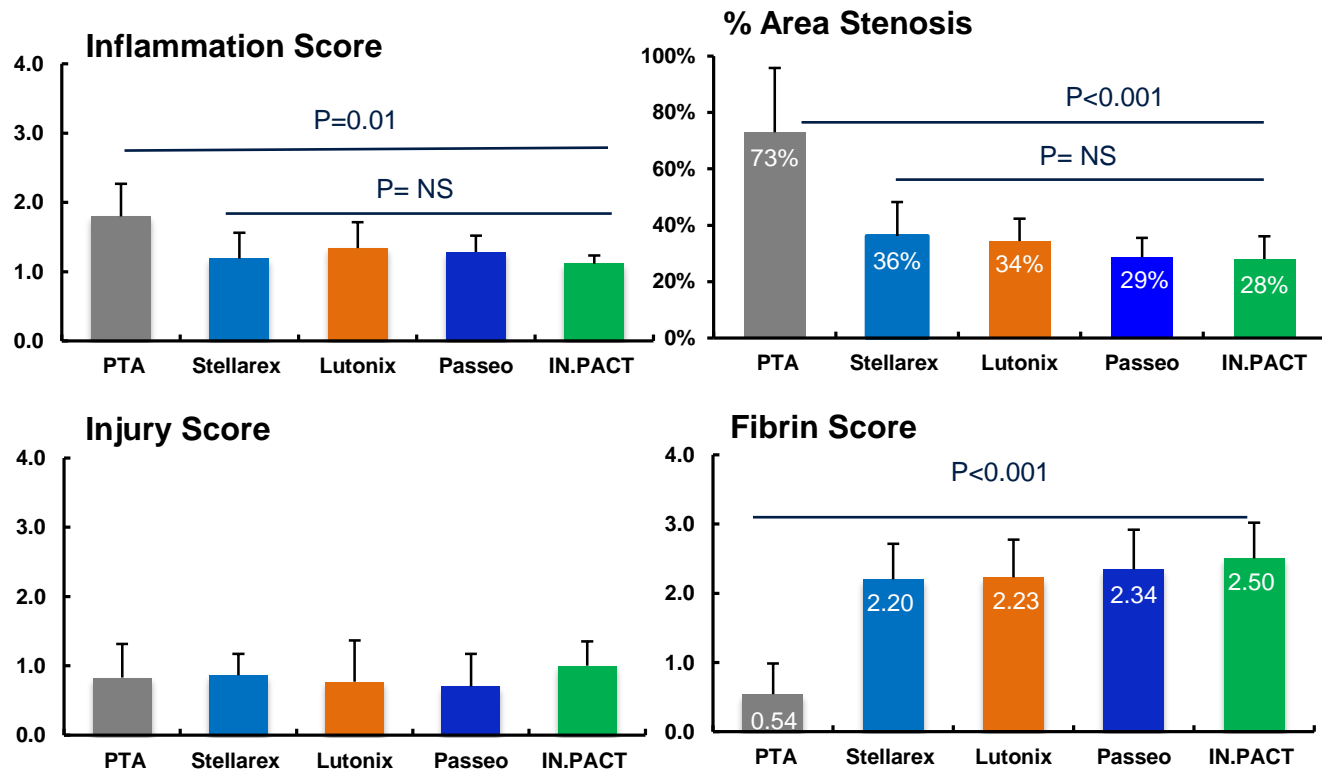 Inflammation Score
4.0
3.0
2.0
1.0
0.0
P=0.01
P= NS
PTA Stellarex Lutonix Passeo IN.PACT
% Area Stenosis
100%
80%
60%
40%
20%
0%
P<0.001
P= NS
73%
36%
34%
29%
28%
PTA Stellarex Lutonix Passeo IN.PACT
Injury Score
4.0
3.0
2.0
1.0
0.0
PTA Stellarex Lutonix Passeo IN.PACT
Fibrin Score
4.0
3.0
2.0
1.0
0.0
P<0.001
0.54
2.20
2.23
2.34
2.50
PTA Stellarex Lutonix Passeo IN.PACT